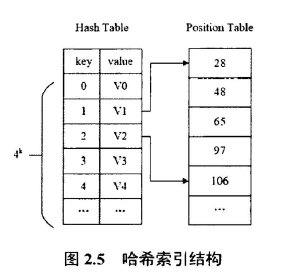 Hash Table Position Table
key value
0 V0
1 V1
2 V2
3 V3
4 V4
... ...
4^k
28
48
65
97
106
...
图 2.5 哈希索引结构